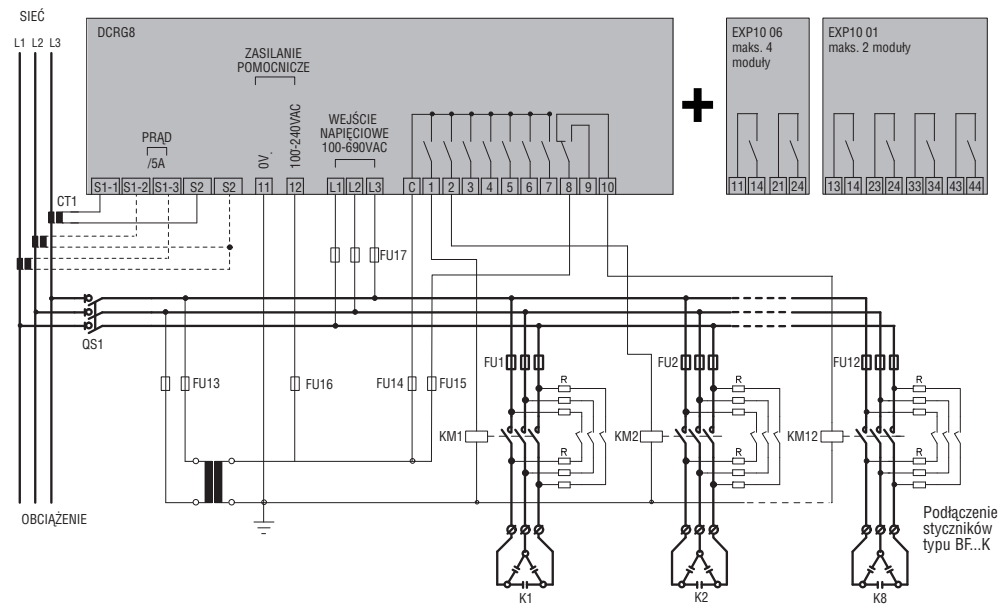 SIEĆ
L1 L2 L3
DCRG8
ZASILANIE
POMOCNICZE
PRĄD
/5A
0V.
100-240VAC
WEJŚCIE
NAPIĘCIOWE
100-690VAC
S1-1 S1-2 S1-3 S2 S2 11 12 L1 L2 L3 C 1 2 3 4 5 6 7 8 9 10
EXP10 06
maks. 4
moduły
11 14 21 24
EXP10 01
maks. 2 moduły
13 14 23 24 33 34 43 44
CT1
FU17
QS1
FU13
FU16
FU14
FU15
FU1
FU2
FU12
R
R
R
KM1
KM2
KM12
R
R
R
OBCIĄŻENIE
Podłączenie
styczników
typu BF...K
K1
K2
K8